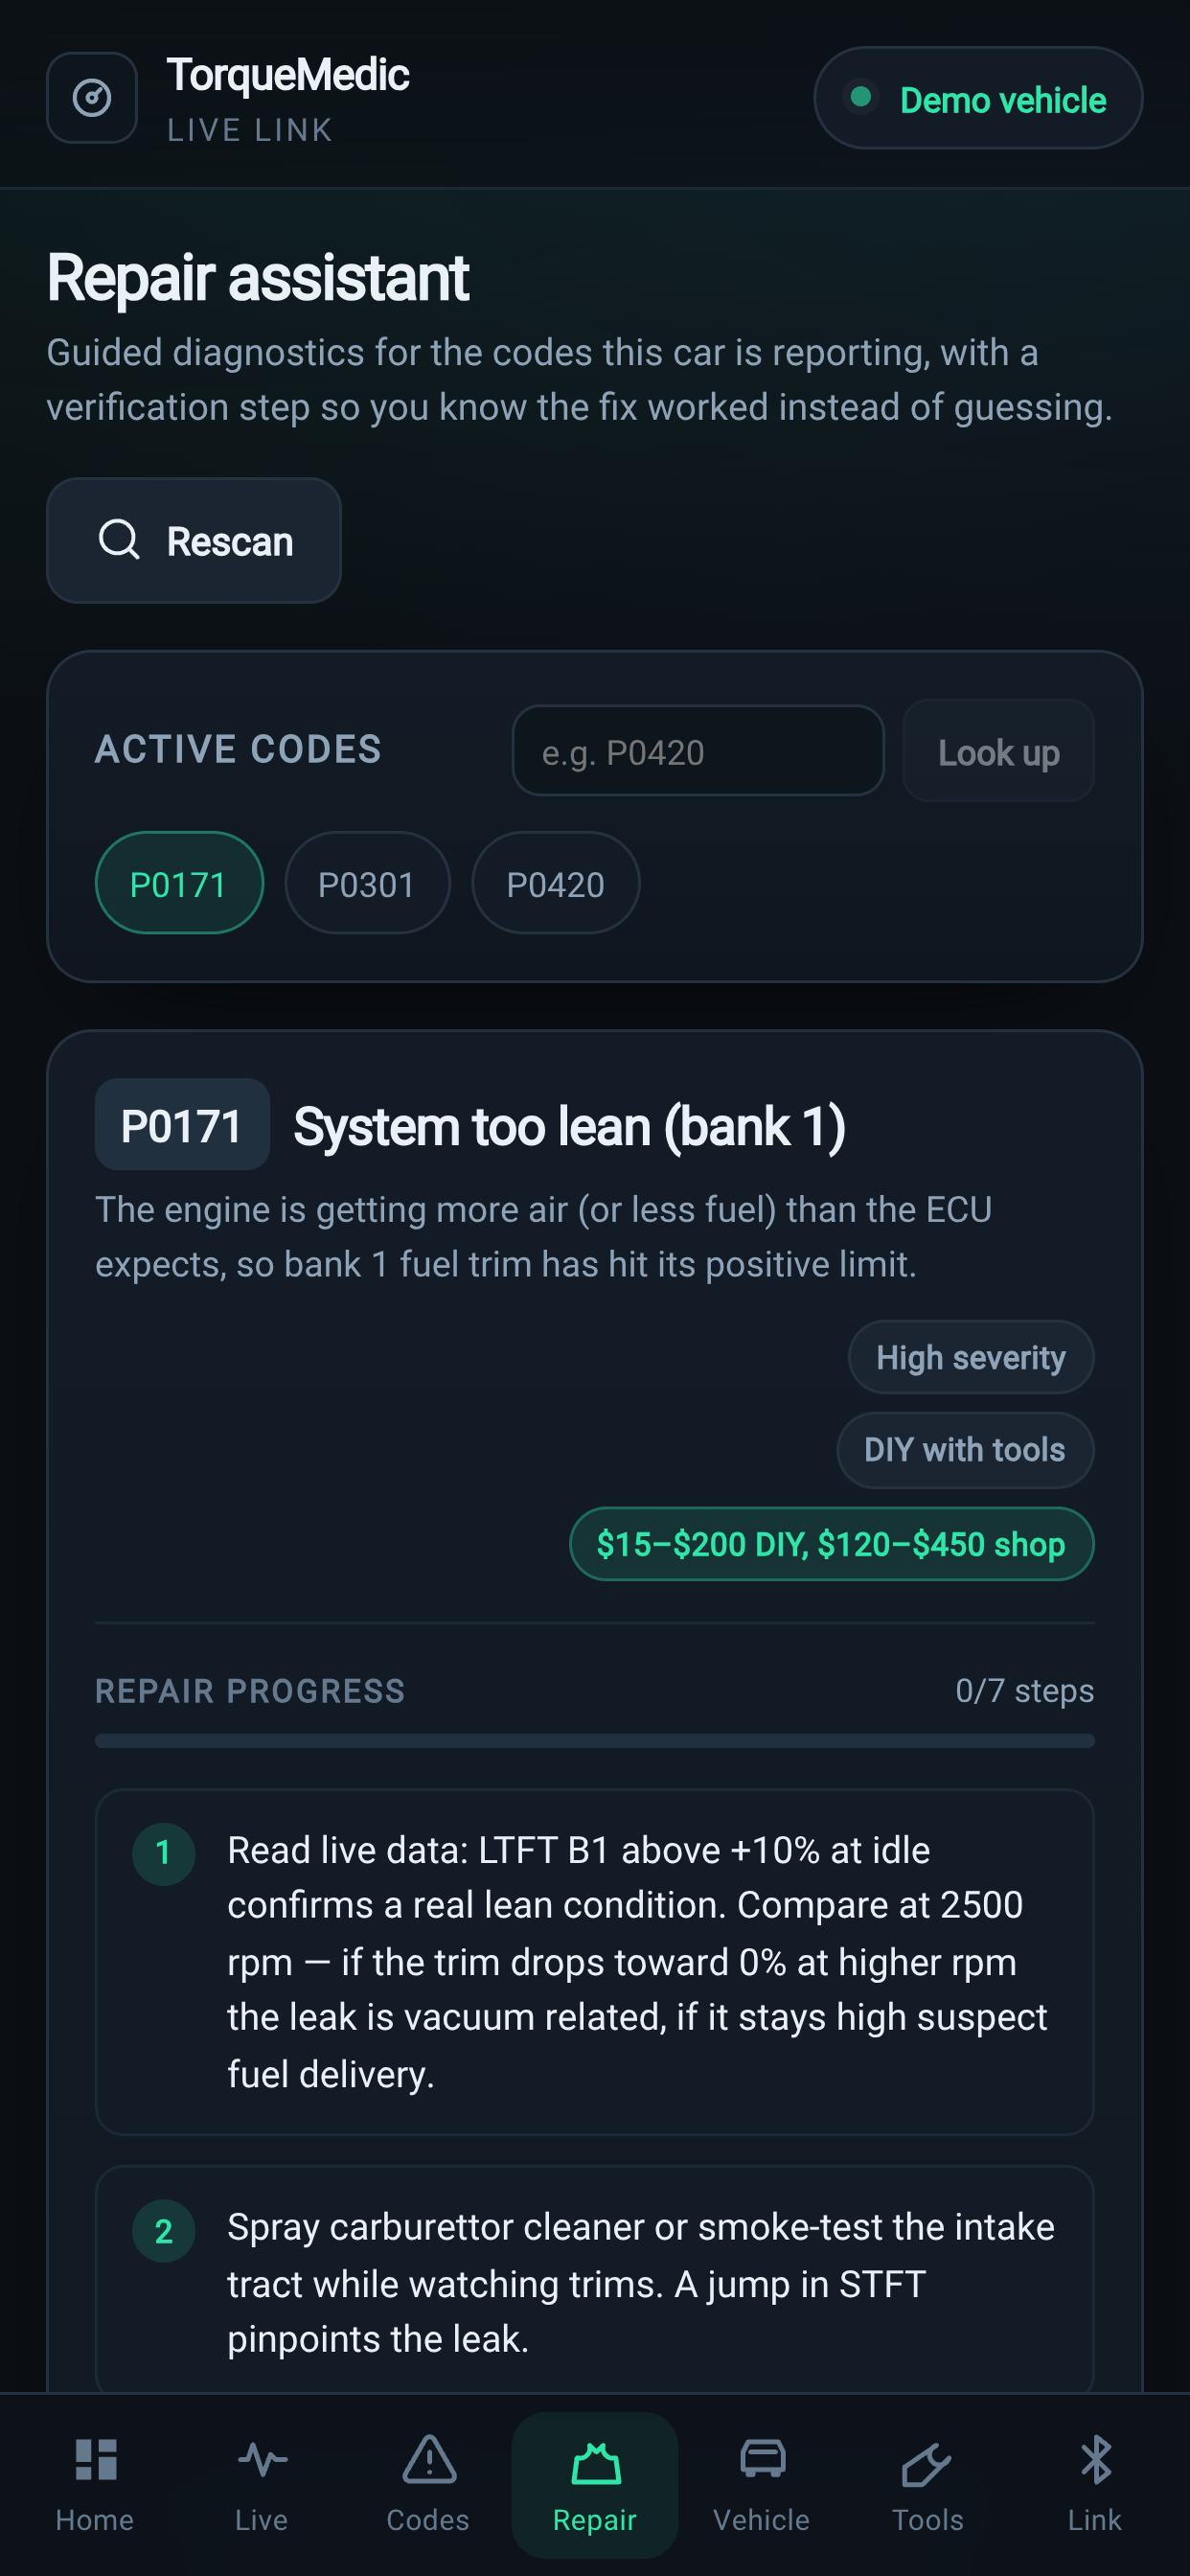 TorqueMedic
LIVE LINK
Demo vehicle
Repair assistant
Guided diagnostics for the codes this car is reporting, with a
verification step so you know the fix worked instead of guessing.
Rescan
ACTIVE CODES
e.g. P0420
Look up
P0171
P0301
P0420
P0171 System too lean (bank 1)
The engine is getting more air (or less fuel) than the ECU
expects, so bank 1 fuel trim has hit its positive limit.
High severity
DIY with tools
$15–$200 DIY, $120–$450 shop
REPAIR PROGRESS
0/7 steps
1
Read live data: LTFT B1 above +10% at idle
confirms a real lean condition. Compare at 2500
rpm — if the trim drops toward 0% at higher rpm
the leak is vacuum related, if it stays high suspect
fuel delivery.
2
Spray carburettor cleaner or smoke-test the intake
tract while watching trims. A jump in STFT
pinpoints the leak.
Home
Live
Codes
Repair
Vehicle
Tools
Link